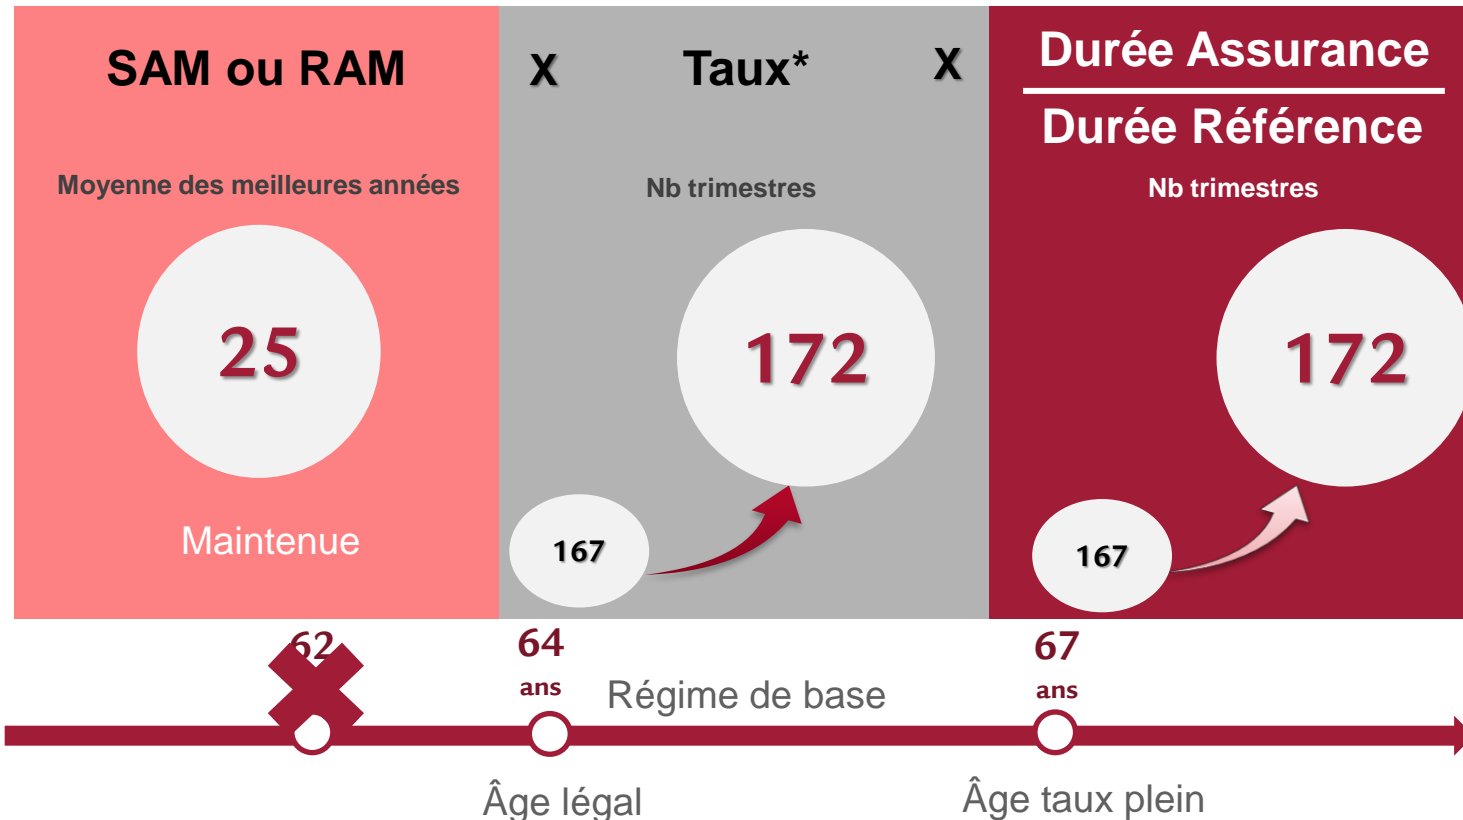 SAM ou RAM
X
Taux*
X
Durée Assurance
Durée Référence
Moyenne des meilleures années
Nb trimestres
Nb trimestres
25
172
172
Maintenue
167
167
62
64
ans
Régime de base
67
ans
Âge légal
Âge taux plein